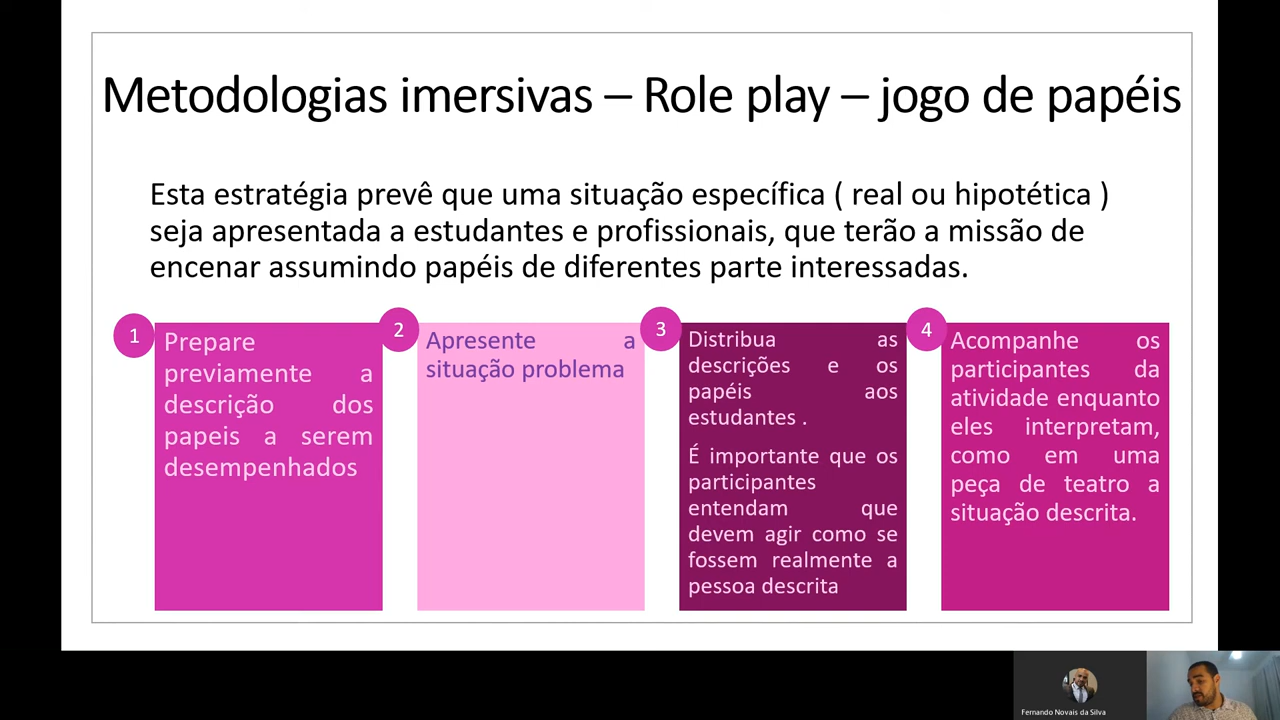 Metodologias imersivas – Role play – jogo de papéis
Esta estratégia prevê que uma situação específica ( real ou hipotética )
seja apresentada a estudantes e profissionais, que terão a missão de
encenar assumindo papéis de diferentes parte interessadas.
1
Prepare
previamente a
descrição dos
papeis a serem
desempenhados
2
Apresente a
situação problema
3
Distribua as
descrições e os
papéis aos
estudantes .
É importante que os
participantes
entendam que
devem agir como se
fossem realmente a
pessoa descrita
4
Acompanhe os
participantes da
atividade enquanto
eles interpretam,
como em uma
peça de teatro a
situação descrita.
Fernando Novais da Silva